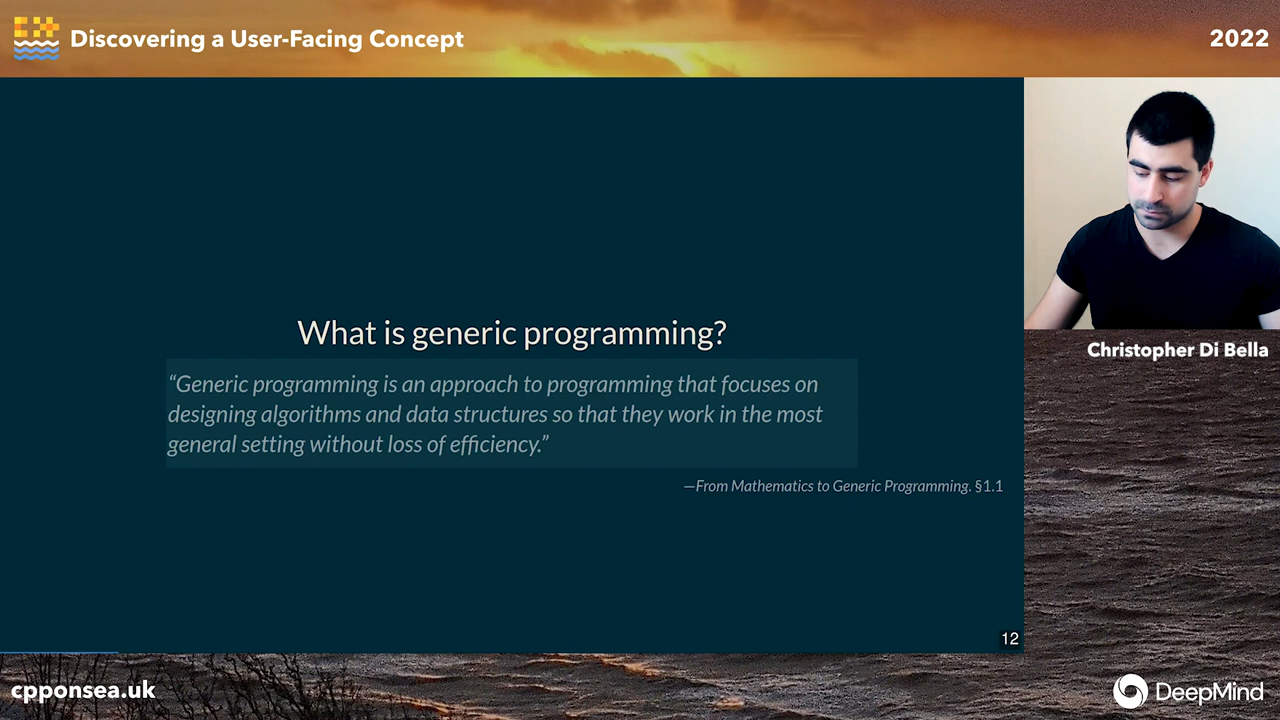 Discovering a User-Facing Concept
2022
What is generic programming?
“Generic programming is an approach to programming that focuses on
designing algorithms and data structures so that they work in the most
general setting without loss of efficiency.”
—From Mathematics to Generic Programming. §1.1
12
Christopher Di Bella
cpponsea.uk
DeepMind